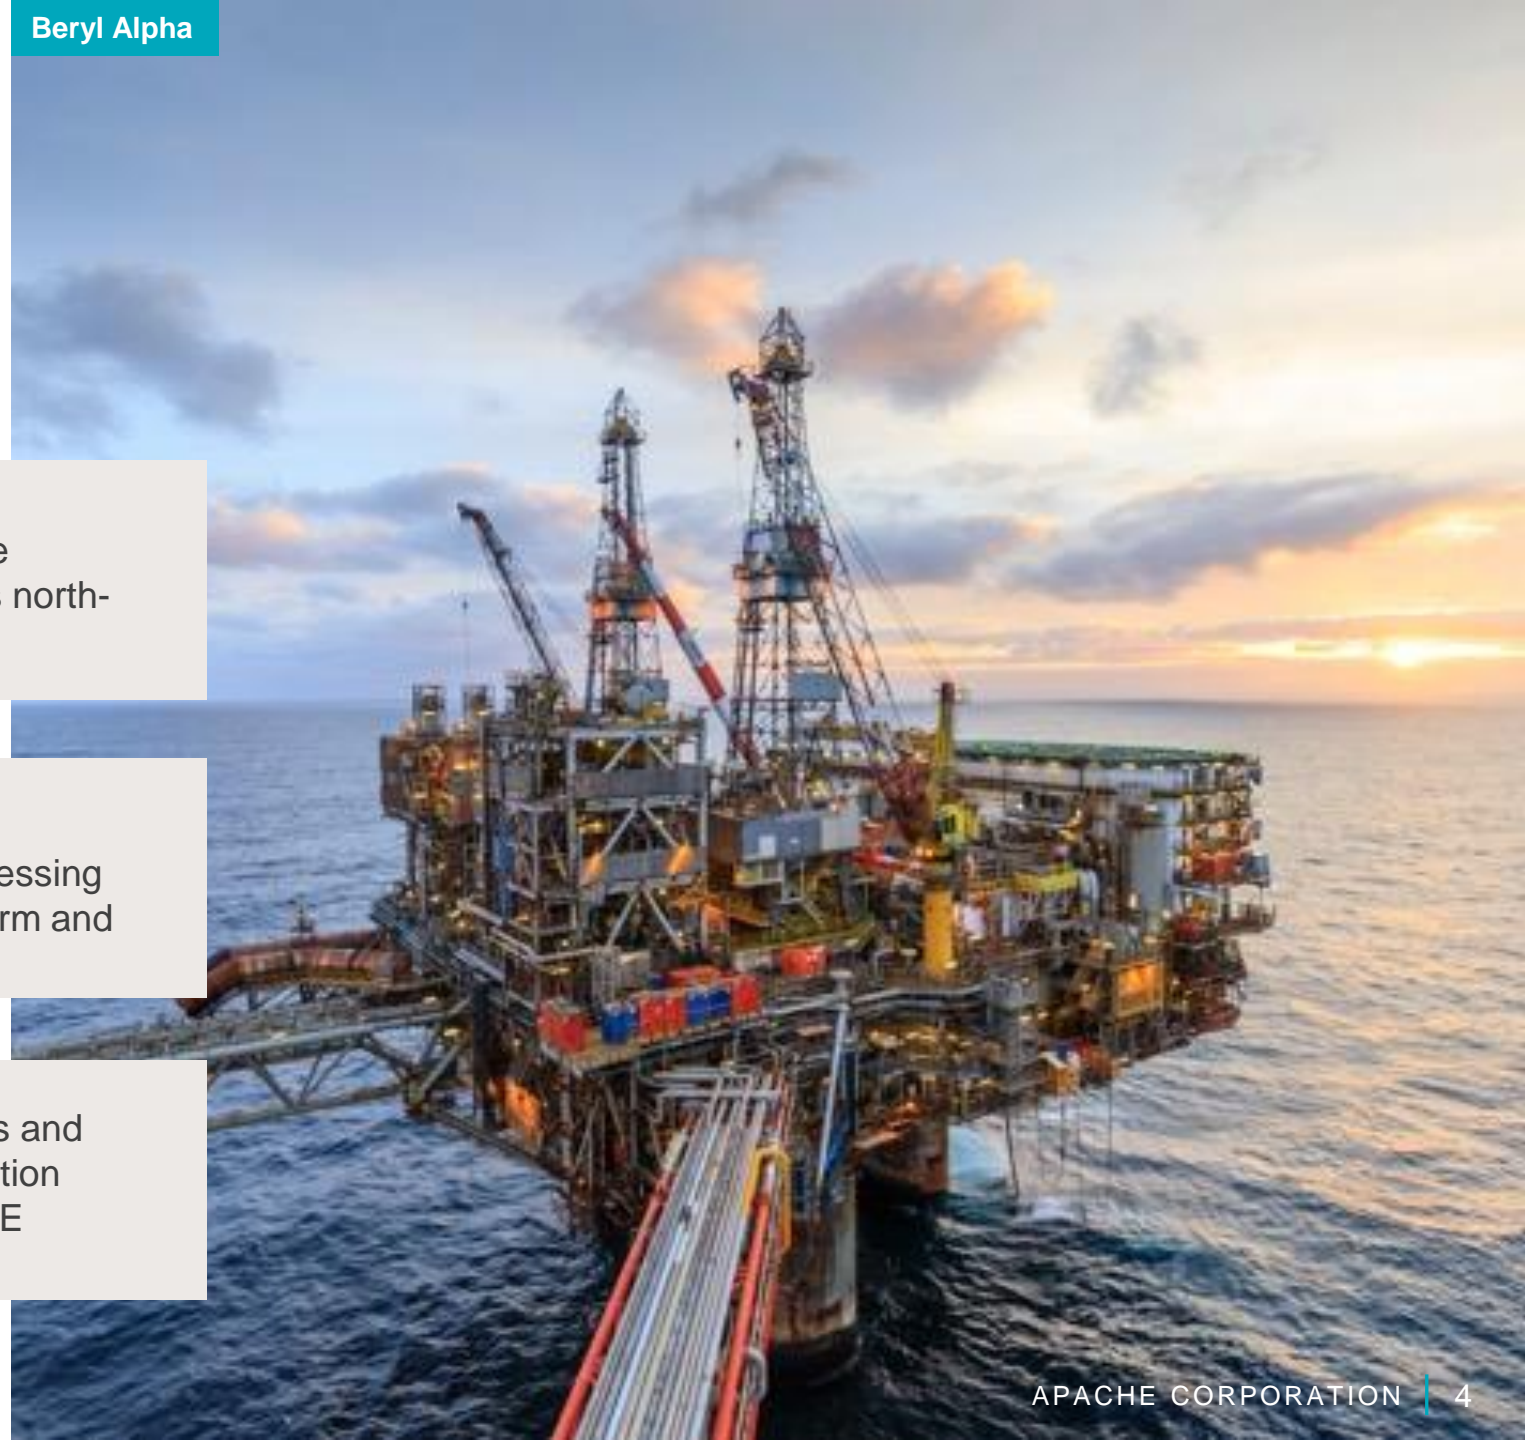 Beryl Alpha
e
s north-
essing
rm and
s and
tion
E
APACHE CORPORATION 4